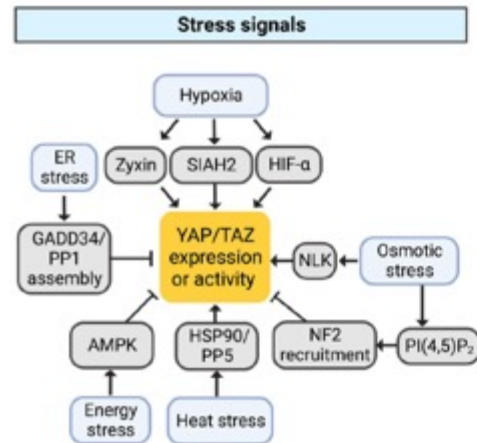 Stress signals
Hypoxia
ER
stress
Zyxin
SIAH2
HIF-α
GADD34/
PP1
assembly
YAP/TAZ
expression
or activity
NLK
Osmotic
stress
AMPK
HSP90/
PP5
NF2
recruitment
PI(4,5)P₂
Energy
stress
Heat stress